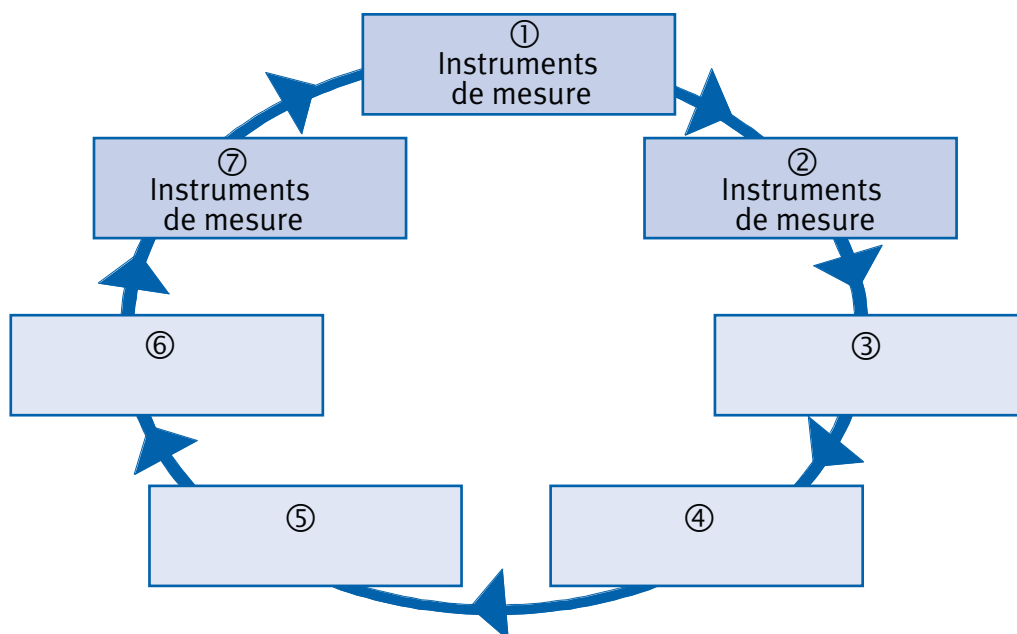 ①
Instruments
de mesure
⑦
Instruments
de mesure
②
Instruments
de mesure
⑥
③
⑤
④